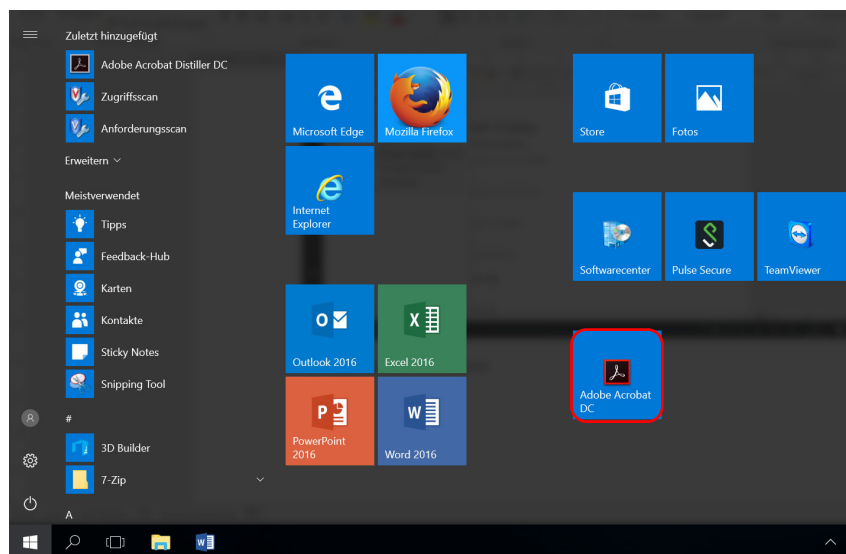 Zuletzt hinzugefügt
Adobe Acrobat Distiller DC
Zugriffsscan
Anforderungsscan
Erweitern
Meistverwendet
Tipps
Feedback-Hub
Karten
Kontakte
Sticky Notes
Snipping Tool
#
3D Builder
7-Zip
A
Microsoft Edge
Mozilla Firefox
Internet
Explorer
Outlook 2016
Excel 2016
PowerPoint
2016
Word 2016
Store
Fotos
Softwarecenter
Pulse Secure
TeamViewer
Adobe Acrobat
DC